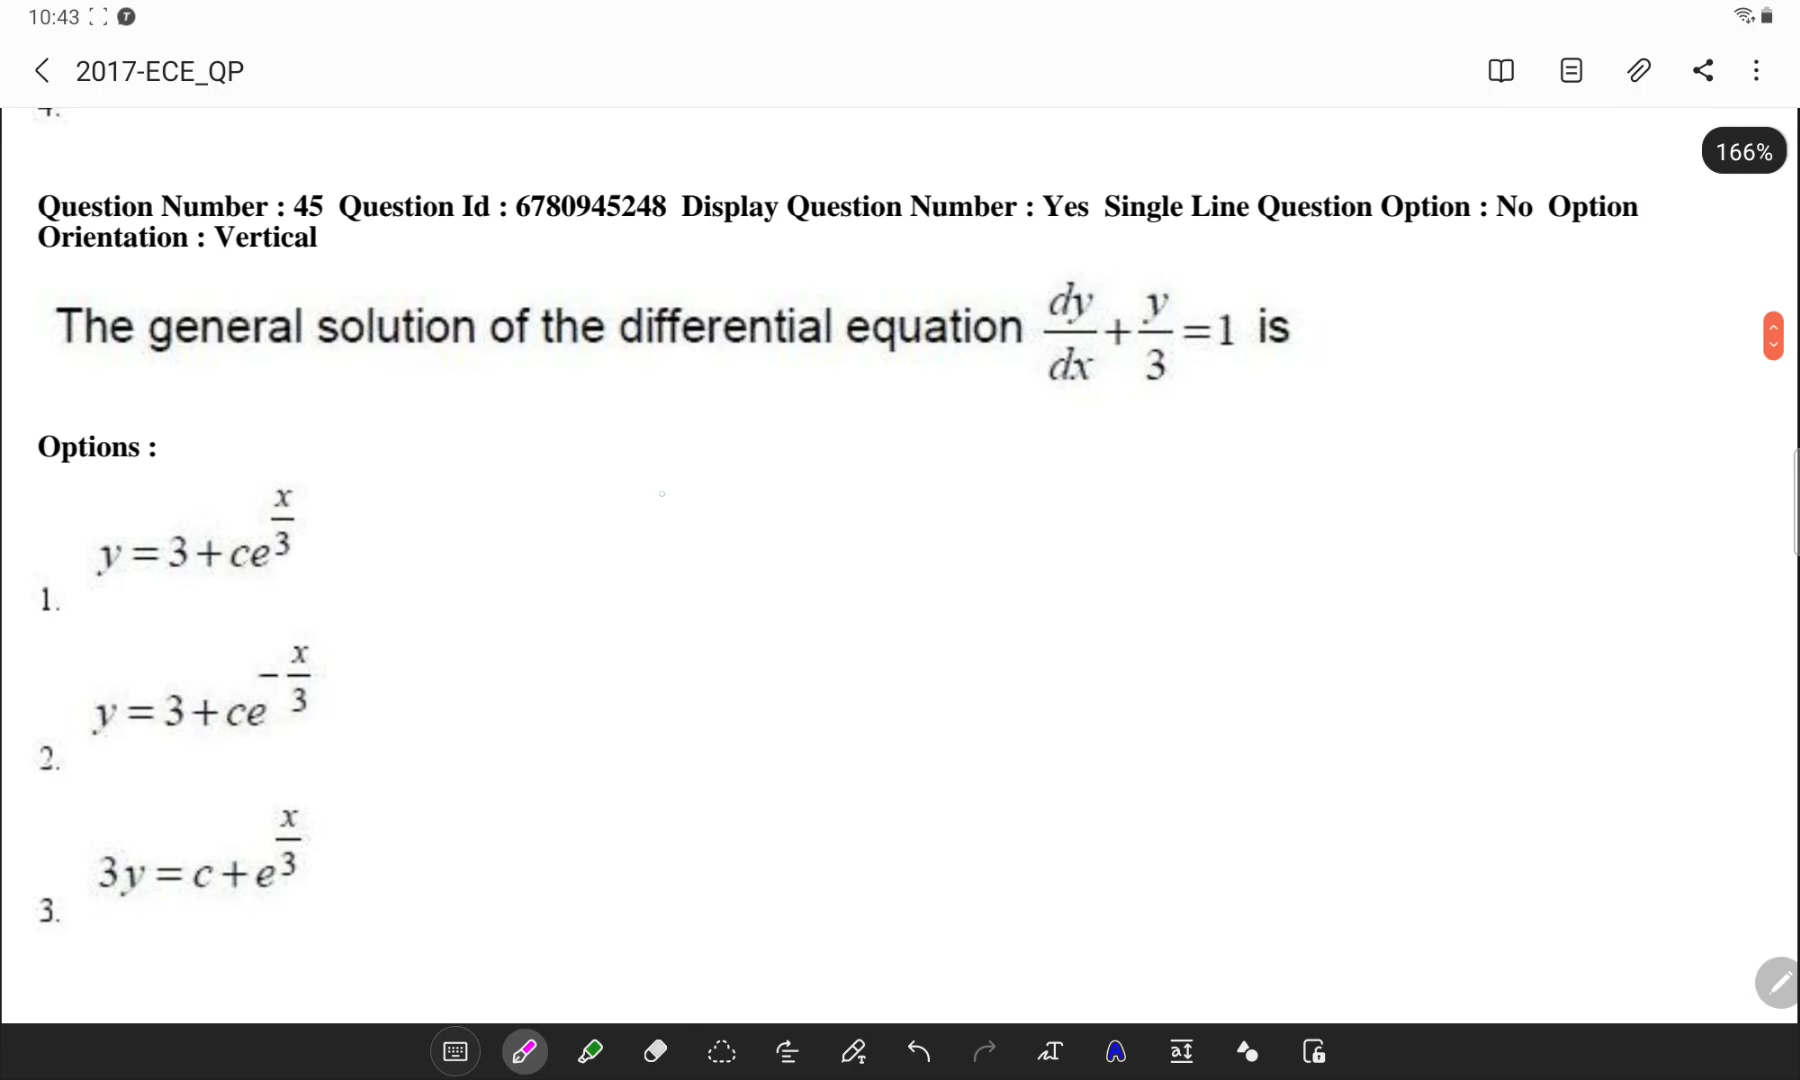 10:43
2017-ECE_QP
4.
166%
Question Number : 45 Question Id : 6780945248 Display Question Number : Yes Single Line Question Option : No Option
Orientation : Vertical
The general solution of the differential equation dy/dx + y/3 = 1 is
Options :
y = 3 + ce^(x/3)
1.
y = 3 + ce^(-x/3)
2.
3y = c + e^(x/3)
3.